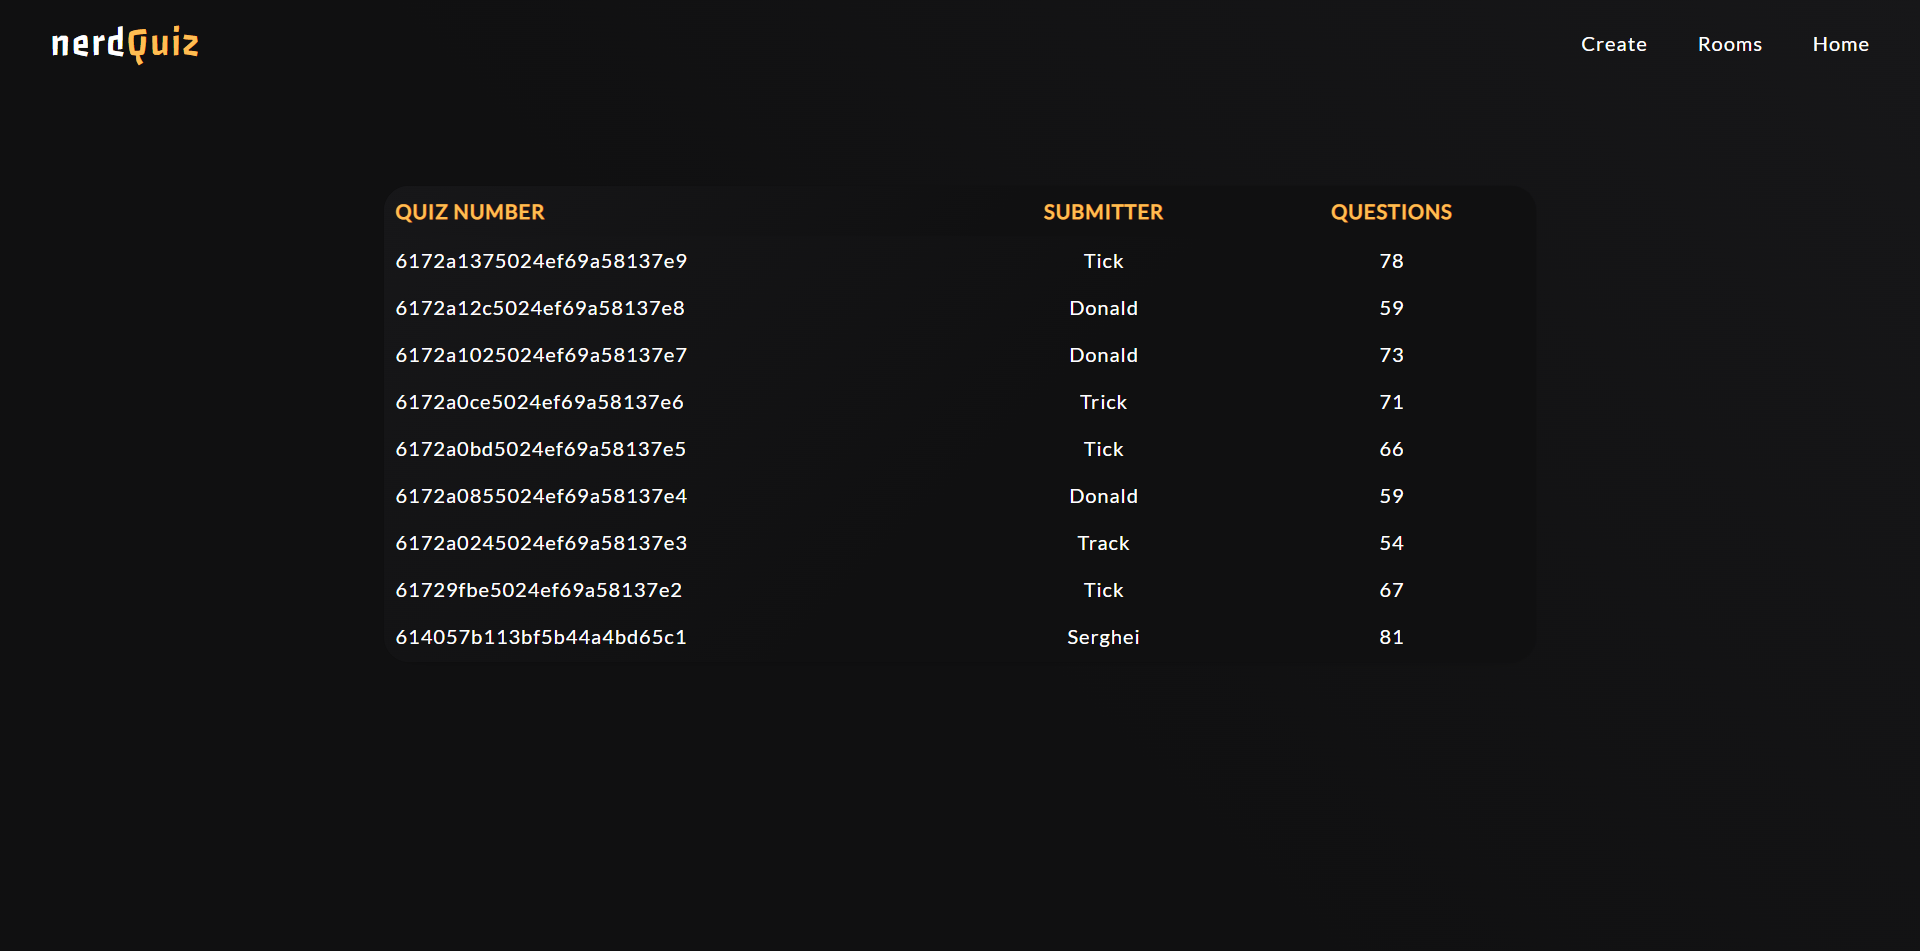 nerdQuiz Create Rooms Home
QUIZ NUMBER SUBMITTER QUESTIONS
6172a1375024ef69a58137e9 Tick 78
6172a12c5024ef69a58137e8 Donald 59
6172a1025024ef69a58137e7 Donald 73
6172a0ce5024ef69a58137e6 Trick 71
6172a0bd5024ef69a58137e5 Tick 66
6172a0855024ef69a58137e4 Donald 59
6172a0245024ef69a58137e3 Track 54
61729fbe5024ef69a58137e2 Tick 67
614057b113bf5b44a4bd65c1 Serghei 81